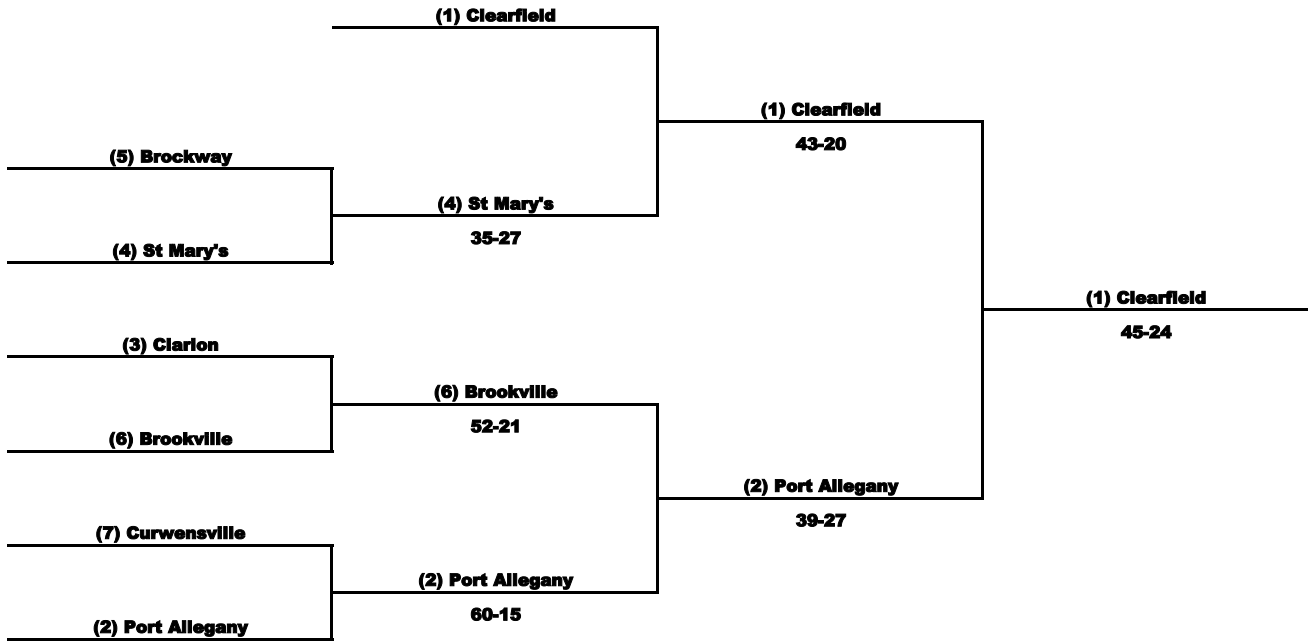 (1) Clearfield
(1) Clearfield
43-20
(5) Brockway
(4) St Mary's
35-27
(4) St Mary's
(1) Clearfield
45-24
(3) Clarion
(6) Brookville
52-21
(6) Brookville
(2) Port Allegany
39-27
(7) Curwensville
(2) Port Allegany
60-15
(2) Port Allegany